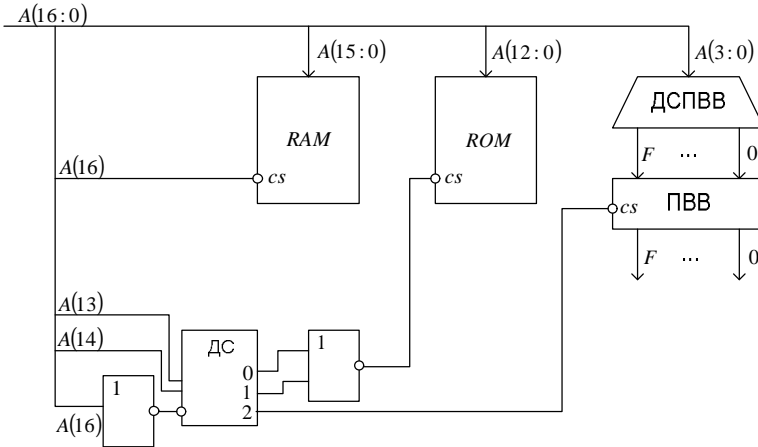 A(16:0)
A(15:0)
A(12:0)
A(3:0)
ДСПВВ
RAM
ROM
F ... 0
A(16)
cs
cs
cs
ПВВ
F ... 0
A(13)
A(14)
ДС
1
0
1
2
1
A(16)